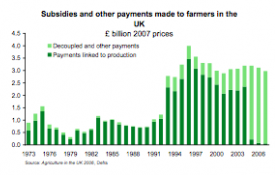 Subsidies and other payments made to farmers in the
UK
£ billion 2007 prices
4.5
4.0
3.5
3.0
2.5
2.0
1.5
1.0
0.5
0.0
Decoupled and other payments
Payments linked to production
1973 1976 1979 1982 1985 1988 1991 1994 1997 2000 2003 2006
Source: Agriculture in the UK 2008, Defra